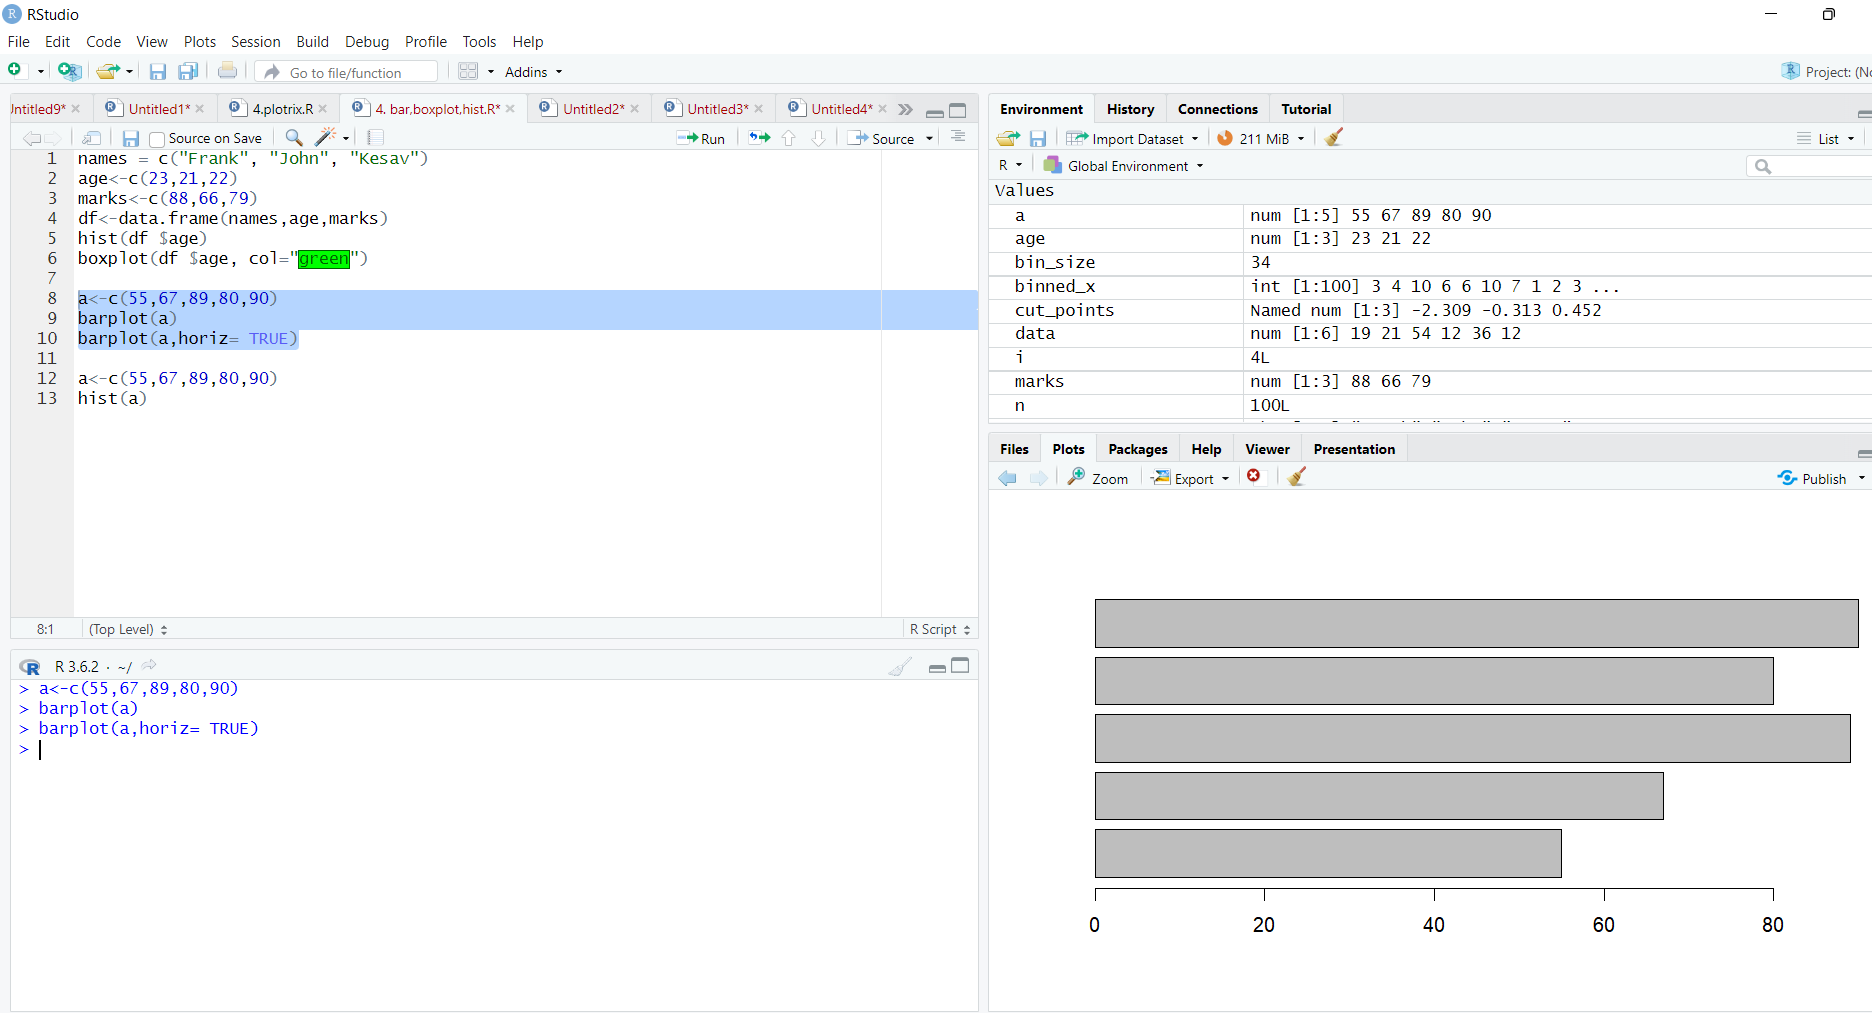 RStudio
File Edit Code View Plots Session Build Debug Profile Tools Help
Go to file/function Addins Project: (No
Untitled9* Untitled1* 4.plotrix.R 4. bar,boxplot,hist.R* Untitled2* Untitled3* Untitled4*
Source on Save Run Source
1 names = c("Frank", "John", "Kesav")
2 age<-c(23,21,22)
3 marks<-c(88,66,79)
4 df<-data.frame(names,age,marks)
5 hist(df $age)
6 boxplot(df $age, col="green")
7
8 a<-c(55,67,89,80,90)
9 barplot(a)
10 barplot(a,horiz= TRUE)
11
12 a<-c(55,67,89,80,90)
13 hist(a)
8:1 (Top Level) R Script
R 3.6.2 · ~/
> a<-c(55,67,89,80,90)
> barplot(a)
> barplot(a,horiz= TRUE)
>
Environment History Connections Tutorial
Import Dataset 211 MiB List
R Global Environment
Values
a num [1:5] 55 67 89 80 90
age num [1:3] 23 21 22
bin_size 34
binned_x int [1:100] 3 4 10 6 6 10 7 1 2 3 ...
cut_points Named num [1:3] -2.309 -0.313 0.452
data num [1:6] 19 21 54 12 36 12
i 4L
marks num [1:3] 88 66 79
n 100L
Files Plots Packages Help Viewer Presentation
Zoom Export Publish
0 20 40 60 80